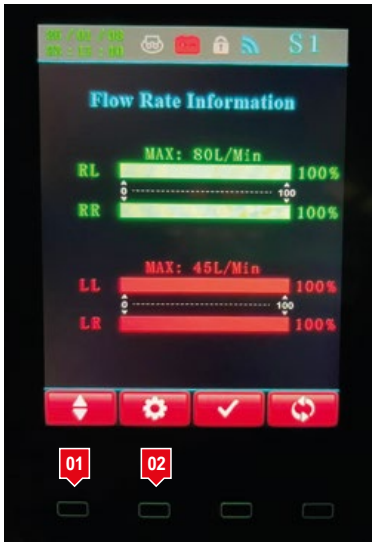 S1
Flow Rate Information
MAX: 80L/Min
RL 100%
0 100
RR 100%
MAX: 45L/Min
LL 100%
0 100
LR 100%
01 02